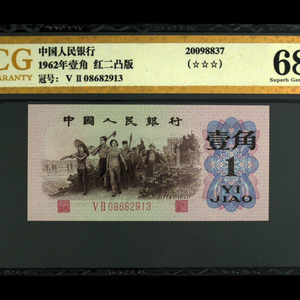 CG
ARRANTY
中国人民银行
1962年壹角 红二凸版
冠号: V II 08682913
20098837
(☆☆☆)
68
Superb Gem
中国人民银行
壹角
1
YI
JIAO
V II 08682913